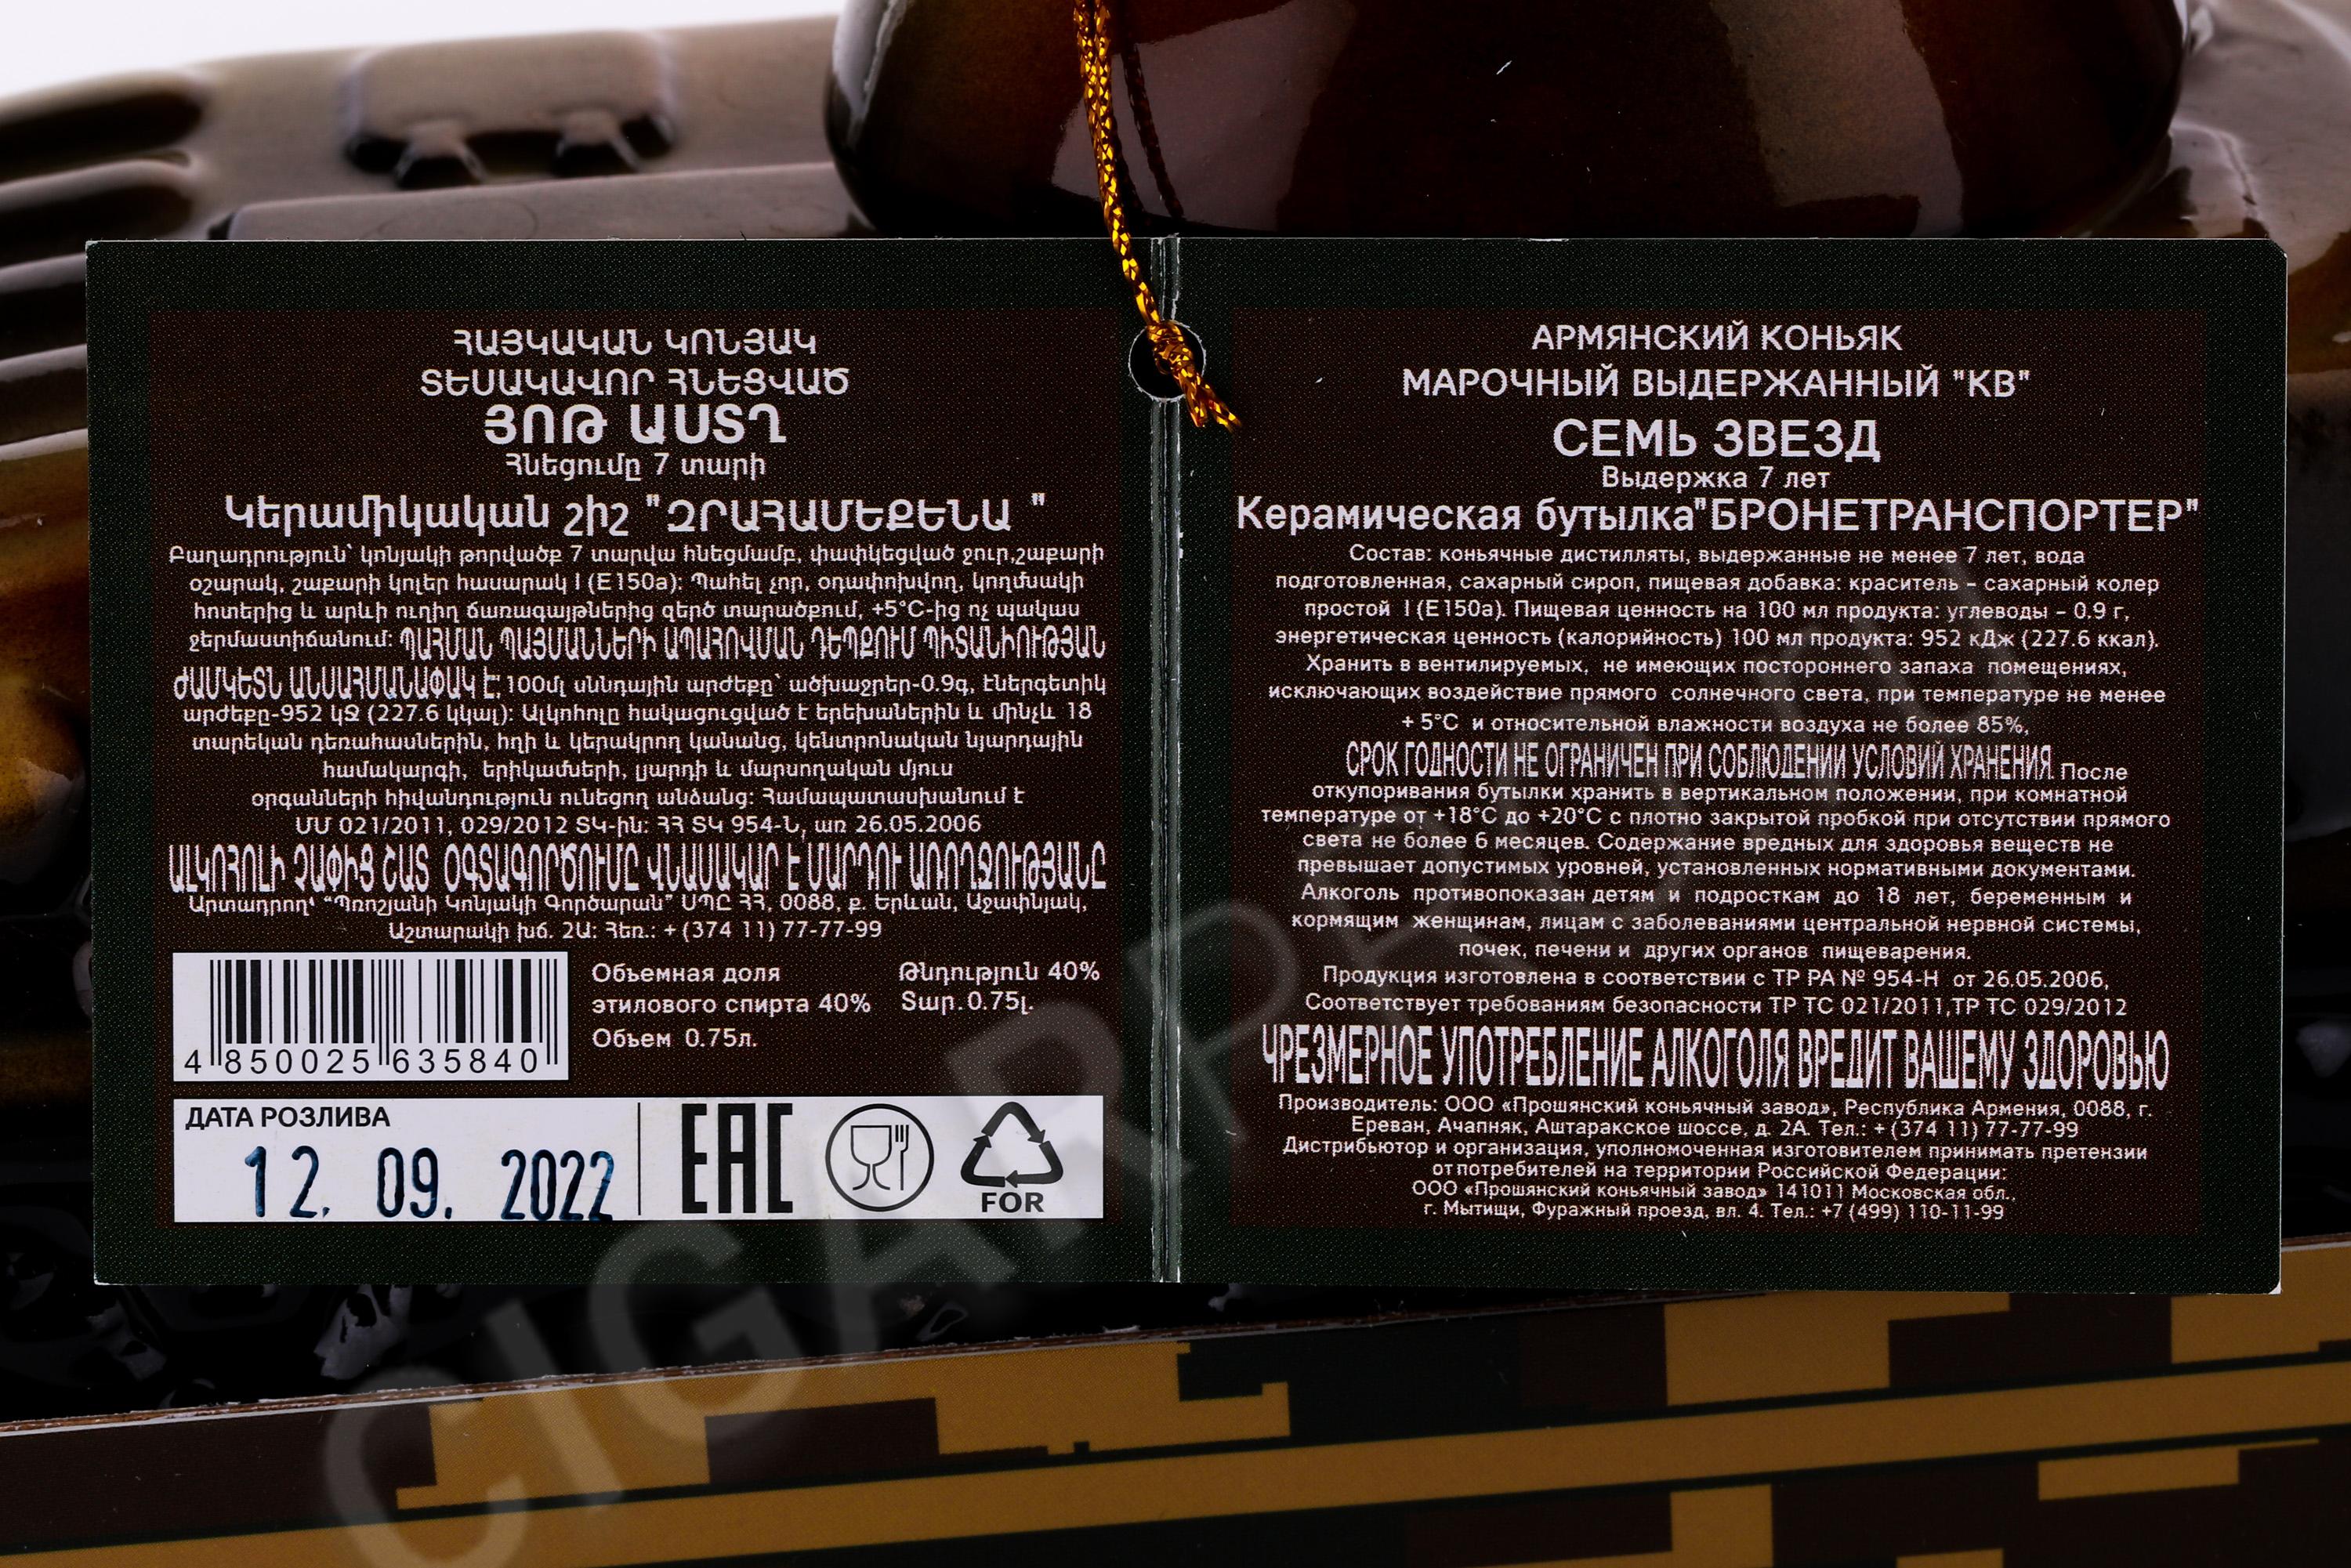 ՀԱՅԿԱԿԱՆ ԿՈՆՅԱԿ
ՏԵՍԱԿԱՎՈՐ ՀՆԵՑՎԱԾ
ՅՈԹ ԱՍՏՂ
Հնեցումը 7 տարի
Կերամիկական շիշ "ԶՐԱՀԱՄԵՔԵՆԱ "
Բաղադրություն՝ կոնյակի թորվածք 7 տարվա հնեցմամբ, փափկեցված ջուր,շաքարի
օշարակ, շաքարի կոլեր հասարակ I (E150a): Պահել չոր, օդափոխվող, կողմնակի
հոտերից և արևի ուղիղ ճառագայթներից զերծ տարածքում, +5°C-ից ոչ պակաս
ջերմաստիճանում: ՊԱՀՄԱՆ ՊԱՅՄԱՆՆԵՐԻ ԱՊԱՀՈՎՄԱՆ ԴԵՊՔՈՒՄ ՊԻՏԱՆԻՈՒԹՅԱՆ
ԺԱՄԿԵՏՆ ԱՆՍԱՀՄԱՆԱՓԱԿ Է: 100մլ սննդային արժեքը՝ ածխաջրեր-0.9գ, էներգետիկ
արժեքը-952 կՋ (227.6 կկալ): Ալկոհոլը հակացուցված է երեխաներին և մինչև 18
տարեկան դեռահասներին, հղի և կերակրող կանանց, կենտրոնական նյարդային
համակարգի, երիկամների, լյարդի և մարսողական մյուս
օրգանների հիվանդություն ունեցող անձանց: Համապատասխանում է
ՄՄ 021/2011, 029/2012 ՏԿ-ին: ՀՀ ՏԿ 954-Ն, առ 26.05.2006
ԱԼԿՈՀՈԼԻ ՉԱՓԻՑ ՇԱՏ ՕԳՏԱԳՈՐԾՈՒՄԸ ՎՆԱՍԱԿԱՐ Է ՄԱՐԴՈՒ ԱՌՈՂՋՈՒԹՅԱՆԸ
Արտադրող՝ “Պռոշյանի Կոնյակի Գործարան” ՍՊԸ ՀՀ, 0088, ք. Երևան, Աջափնյակ,
Աշտարակի խճ. 2Ա: Հեռ.: + (374 11) 77-77-99
Объемная доля
этилового спирта 40%
Объем 0.75л.
Թնդություն 40%
Տար.0.75լ.
4 850025 635840
ДАТА РОЗЛИВА
12. 09. 2022
EAC
FOR
АРМЯНСКИЙ КОНЬЯК
МАРОЧНЫЙ ВЫДЕРЖАННЫЙ "КВ"
СЕМЬ ЗВЕЗД
Выдержка 7 лет
Керамическая бутылка"БРОНЕТРАНСПОРТЕР"
Состав: коньячные дистилляты, выдержанные не менее 7 лет, вода
подготовленная, сахарный сироп, пищевая добавка: краситель – сахарный колер
простой I (E150a). Пищевая ценность на 100 мл продукта: углеводы – 0.9 г,
энергетическая ценность (калорийность) 100 мл продукта: 952 кДж (227.6 ккал).
Хранить в вентилируемых, не имеющих постороннего запаха помещениях,
исключающих воздействие прямого солнечного света, при температуре не менее
+ 5°C и относительной влажности воздуха не более 85%,
СРОК ГОДНОСТИ НЕ ОГРАНИЧЕН ПРИ СОБЛЮДЕНИИ УСЛОВИЙ ХРАНЕНИЯ. После
откупоривания бутылки хранить в вертикальном положении, при комнатной
температуре от +18°C до +20°C с плотно закрытой пробкой при отсутствии прямого
света не более 6 месяцев. Содержание вредных для здоровья веществ не
превышает допустимых уровней, установленных нормативными документами.
Алкоголь противопоказан детям и подросткам до 18 лет, беременным и
кормящим женщинам, лицам с заболеваниями центральной нервной системы,
почек, печени и других органов пищеварения.
Продукция изготовлена в соответствии с ТР РА № 954-Н от 26.05.2006,
Соответствует требованиям безопасности ТР ТС 021/2011,ТР ТС 029/2012
ЧРЕЗМЕРНОЕ УПОТРЕБЛЕНИЕ АЛКОГОЛЯ ВРЕДИТ ВАШЕМУ ЗДОРОВЬЮ
Производитель: ООО «Прошянский коньячный завод», Республика Армения, 0088, г.
Ереван, Ачапняк, Аштаракское шоссе, д. 2А. Тел.: + (374 11) 77-77-99
Дистрибьютор и организация, уполномоченная изготовителем принимать претензии
от потребителей на территории Российской Федерации:
ООО «Прошянский коньячный завод» 141011 Московская обл.,
г. Мытищи, Фуражный проезд, вл. 4. Тел.: +7 (499) 110-11-99